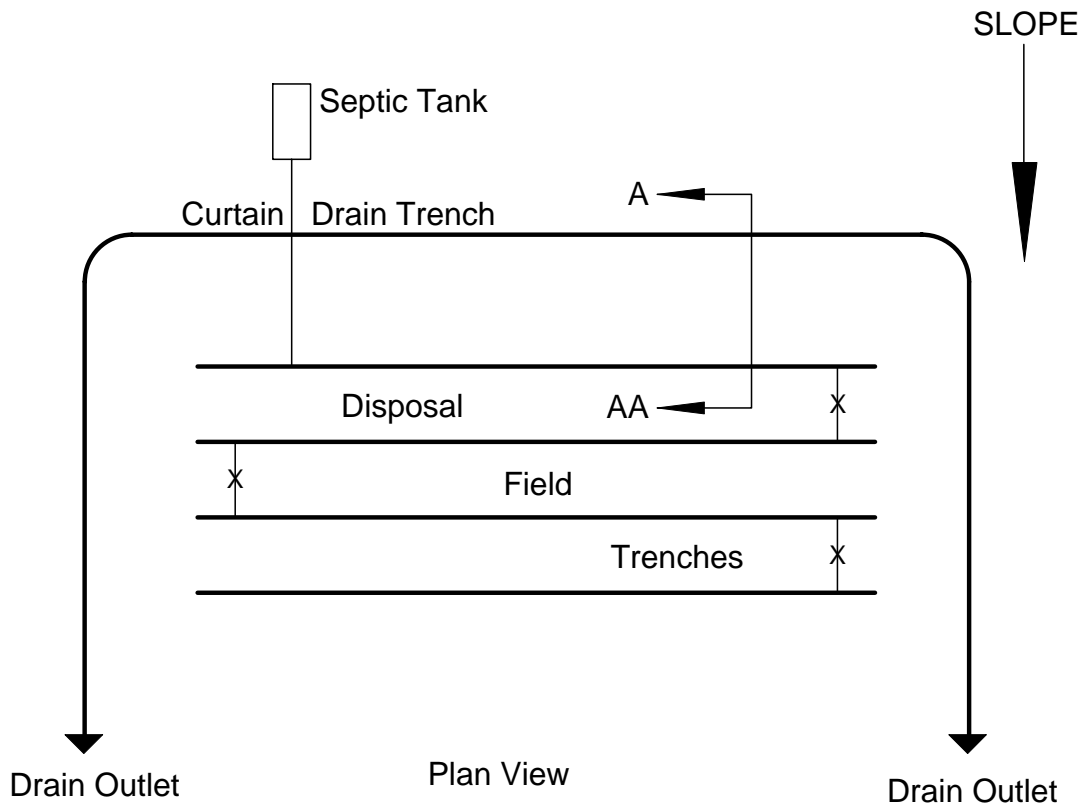 SLOPE
Septic Tank
A
Curtain Drain Trench
Disposal
AA
X
X
Field
Trenches
X
Drain Outlet
Plan View
Drain Outlet